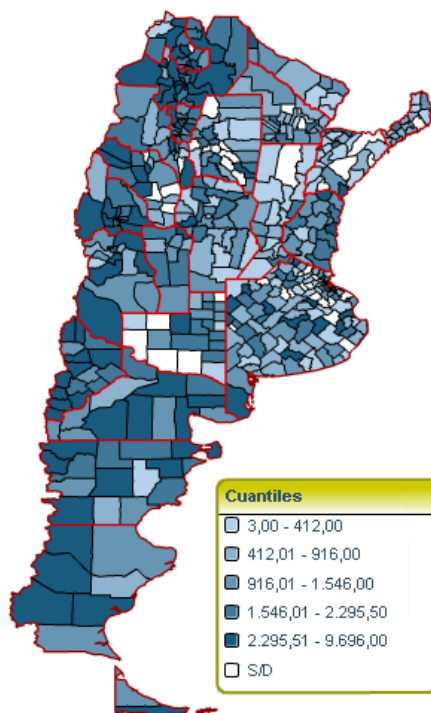 Cuantiles
3,00 - 412,00
412,01 - 916,00
916,01 - 1.546,00
1.546,01 - 2.295,50
2.295,51 - 9.696,00
S/D